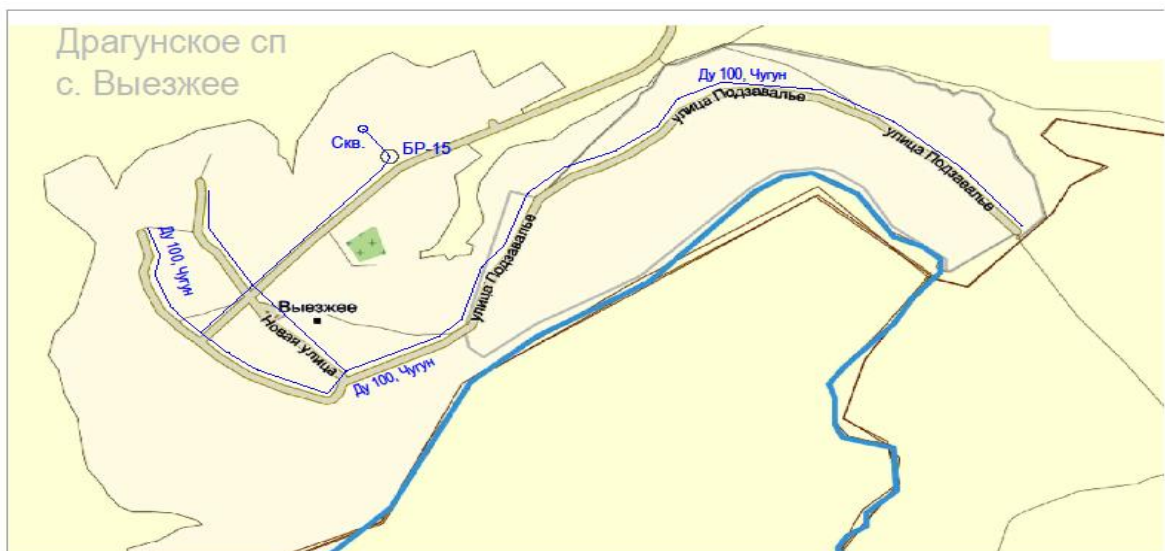 Драгунское сп
с. Выезжее
Ду 100, Чугун
улица Подзавалье
Скв.
БР-15
улица Подзавалье
Ду 100, Чугун
улица Подзавалье
Выезжее
Новая улица
Ду 100, Чугун